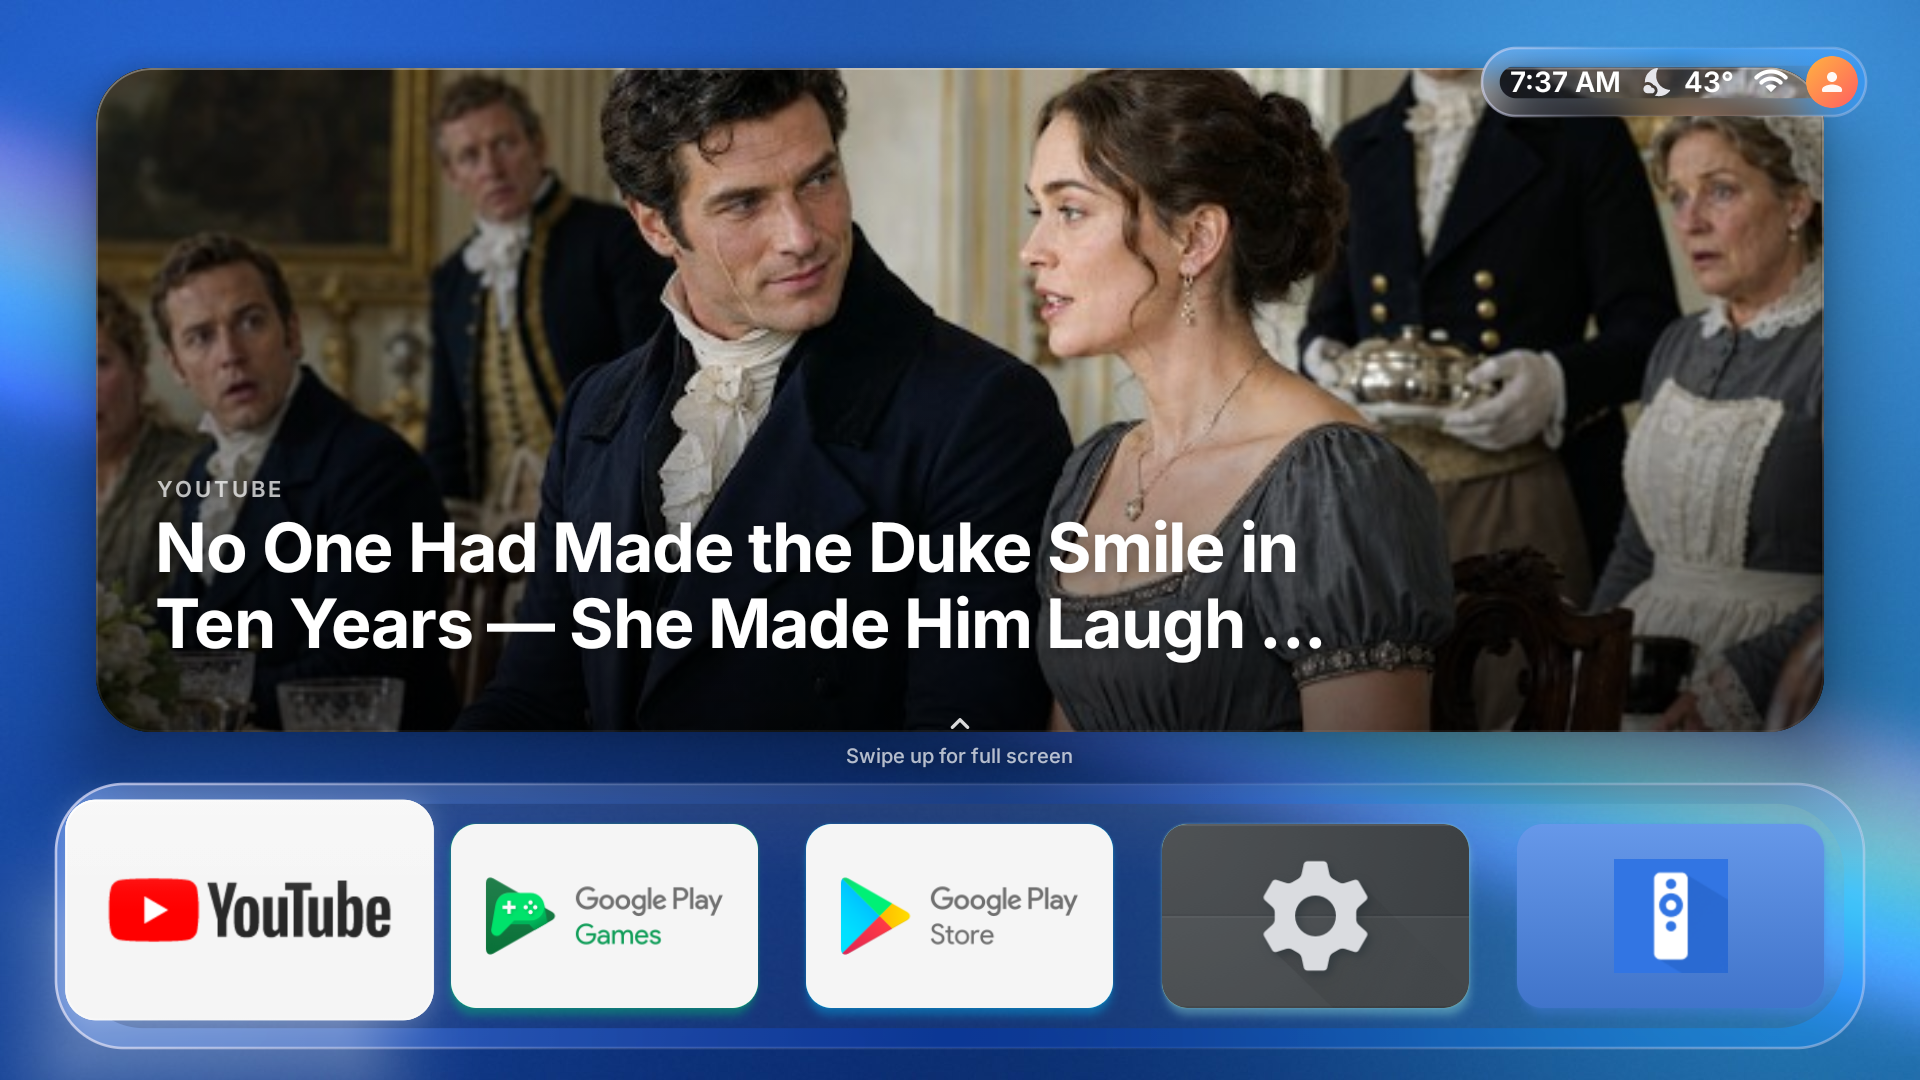 7:37 AM 43°
YOUTUBE
No One Had Made the Duke Smile in
Ten Years — She Made Him Laugh ...
Swipe up for full screen
YouTube
Google Play
Games
Google Play
Store